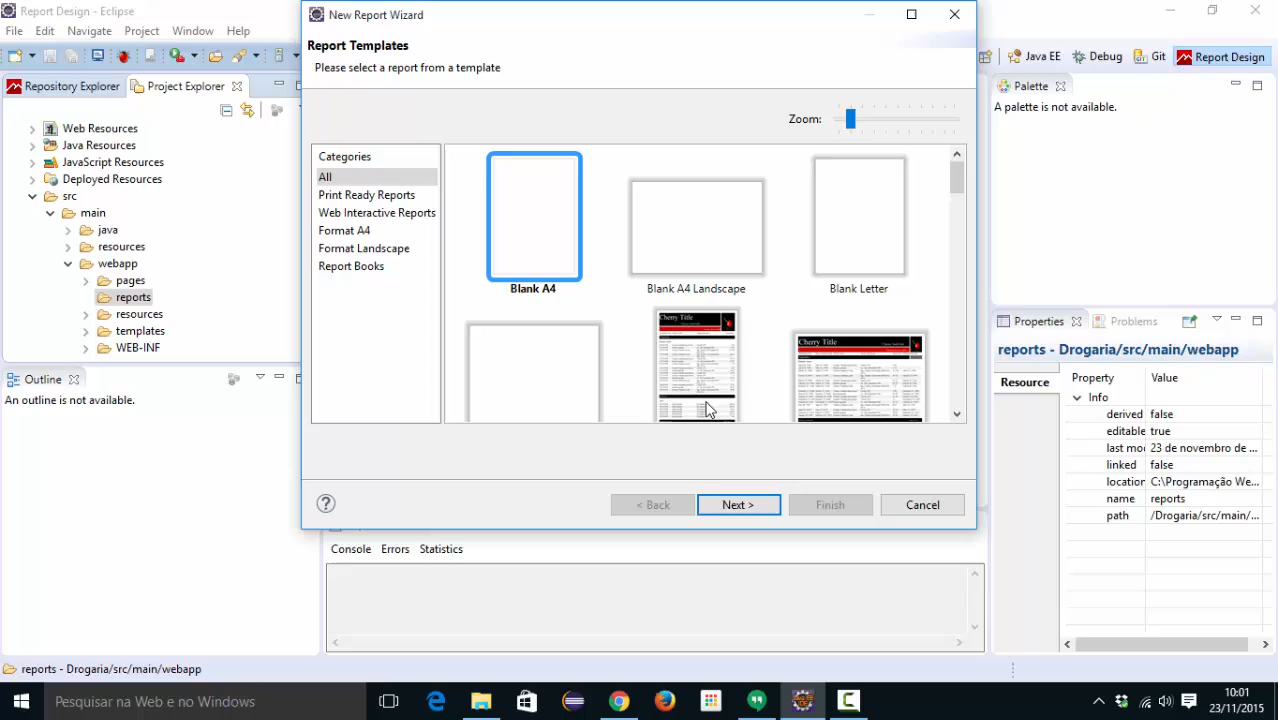 Report Design - Eclipse
File Edit Navigate Project Window Help
Java EE Debug Git Report Design
Repository Explorer Project Explorer
Web Resources
Java Resources
JavaScript Resources
Deployed Resources
src
main
java
resources
webapp
pages
reports
resources
templates
WEB-INF
Outline
An outline is not available.
New Report Wizard
Report Templates
Please select a report from a template
Zoom:
Categories
All
Print Ready Reports
Web Interactive Reports
Format A4
Format Landscape
Report Books
Blank A4
Blank A4 Landscape
Blank Letter
Cherry Title
Cherry Title
< Back
Next >
Finish
Cancel
Console Errors Statistics
Palette
A palette is not available.
Properties Problems
reports - Drogaria/src/main/webapp
Resource
Property Value
Info
derived false
editable true
last mo 23 de novembro de ...
linked false
location C:\Programação We...
name reports
path /Drogaria/src/main/...
reports - Drogaria/src/main/webapp
Pesquisar na Web e no Windows
10:01
23/11/2015